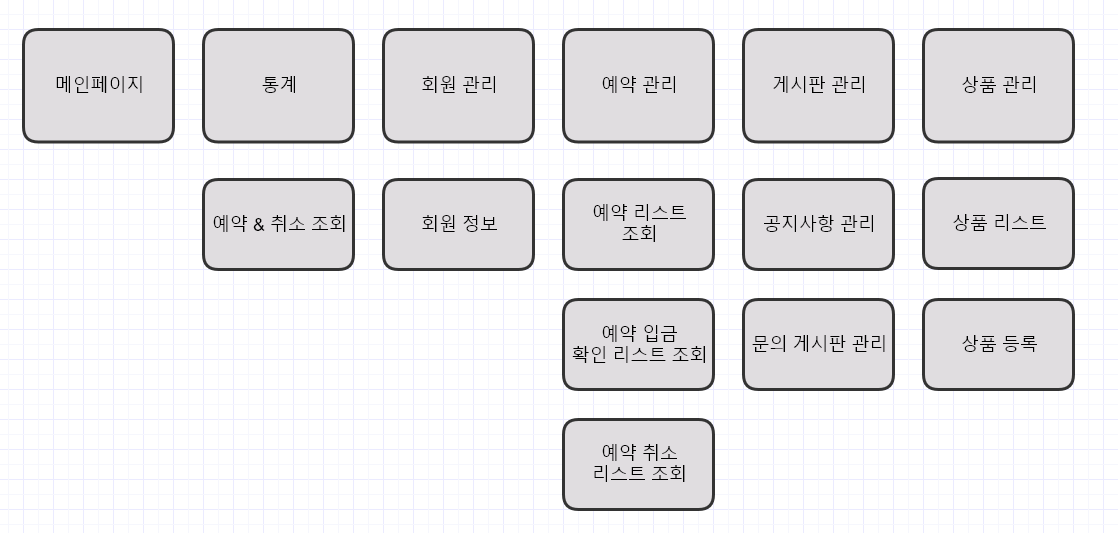 메인페이지
통계
회원 관리
예약 관리
게시판 관리
상품 관리
예약 & 취소 조회
회원 정보
예약 리스트
조회
공지사항 관리
상품 리스트
예약 입금
확인 리스트 조회
문의 게시판 관리
상품 등록
예약 취소
리스트 조회